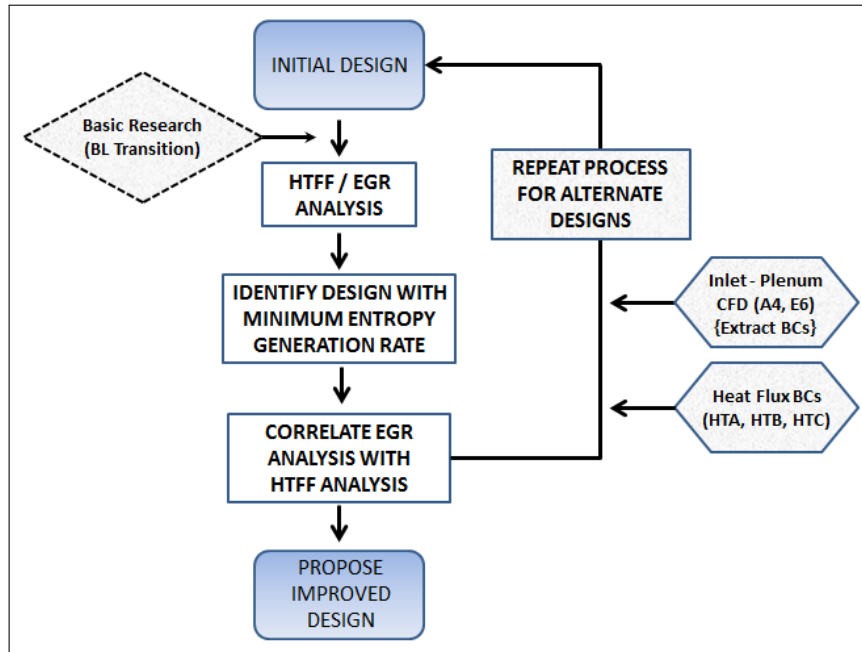 INITIAL DESIGN
Basic Research
(BL Transition)
HTFF / EGR
ANALYSIS
REPEAT PROCESS
FOR ALTERNATE
DESIGNS
IDENTIFY DESIGN WITH
MINIMUM ENTROPY
GENERATION RATE
Inlet - Plenum
CFD (A4, E6)
{Extract BCs}
Heat Flux BCs
(HTA, HTB, HTC)
CORRELATE EGR
ANALYSIS WITH
HTFF ANALYSIS
PROPOSE
IMPROVED
DESIGN